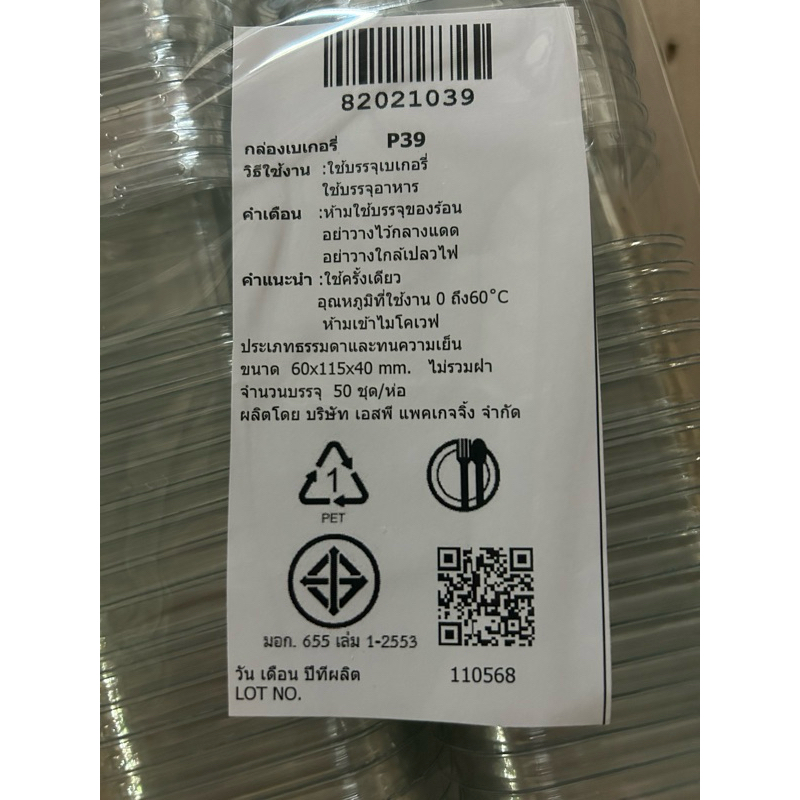 82021039
กล่องเบเกอรี่ P39
วิธีใช้งาน :ใช้บรรจุเบเกอรี่
ใช้บรรจุอาหาร
คำเตือน :ห้ามใช้บรรจุของร้อน
อย่าวางไว้กลางแดด
อย่าวางใกล้เปลวไฟ
คำแนะนำ :ใช้ครั้งเดียว
อุณหภูมิที่ใช้งาน 0 ถึง60°C
ห้ามเข้าไมโคเวฟ
ประเภทธรรมดาและทนความเย็น
ขนาด 60x115x40 mm. ไม่รวมฝา
จำนวนบรรจุ 50 ชุด/ห่อ
ผลิตโดย บริษัท เอสพี แพคเกจจิ้ง จำกัด
1
PET
มอก. 655 เล่ม 1-2553
วัน เดือน ปีที่ผลิต 110568
LOT NO.